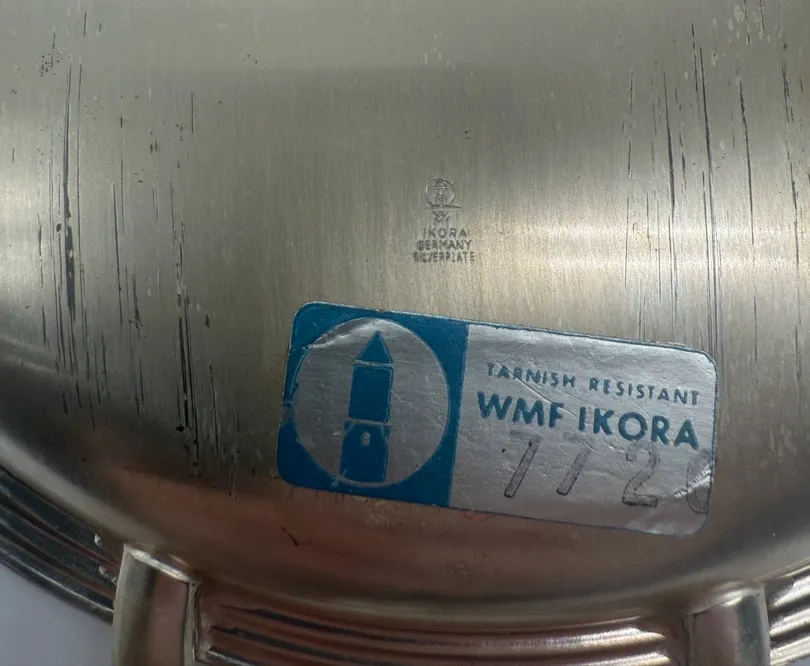 IKORA
GERMANY
SILVERPLATE
TARNISH RESISTANT
WMF IKORA
772